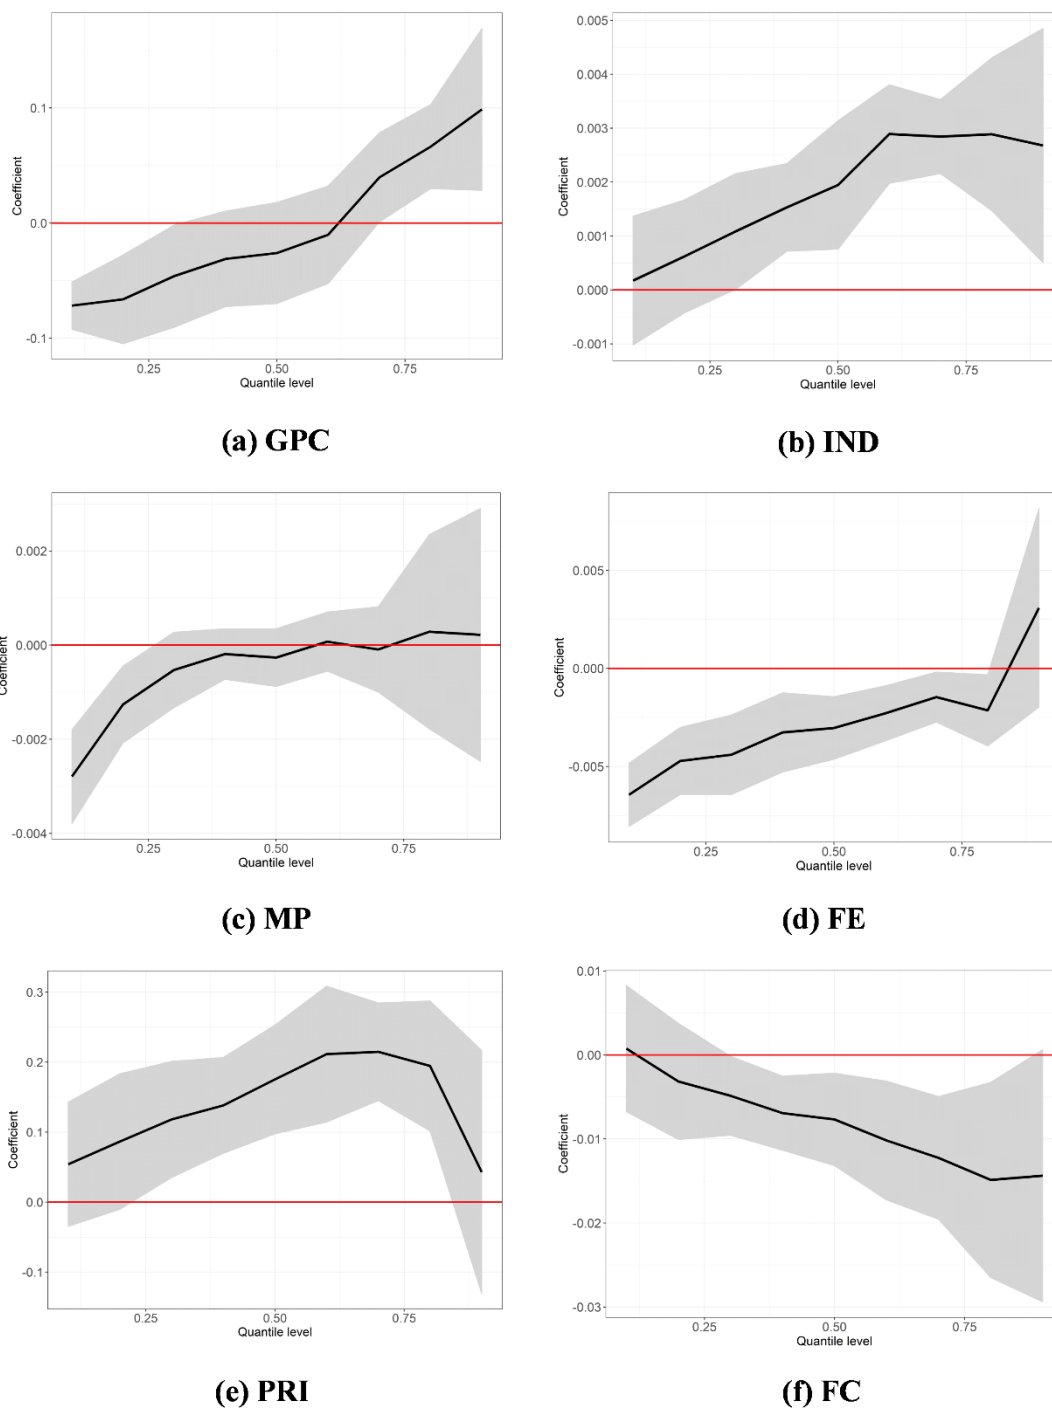 0.1
0.0
-0.1
Coefficient
0.25 0.50 0.75
Quantile level
(a) GPC
0.005
0.004
0.003
0.002
0.001
0.000
-0.001
Coefficient
0.25 0.50 0.75
Quantile level
(b) IND
0.002
0.000
-0.002
-0.004
Coefficient
0.25 0.50 0.75
Quantile level
(c) MP
0.005
0.000
-0.005
Coefficient
0.25 0.50 0.75
Quantile level
(d) FE
0.3
0.2
0.1
0.0
-0.1
Coefficient
0.25 0.50 0.75
Quantile level
(e) PRI
0.01
0.00
-0.01
-0.02
-0.03
Coefficient
0.25 0.50 0.75
Quantile level
(f) FC